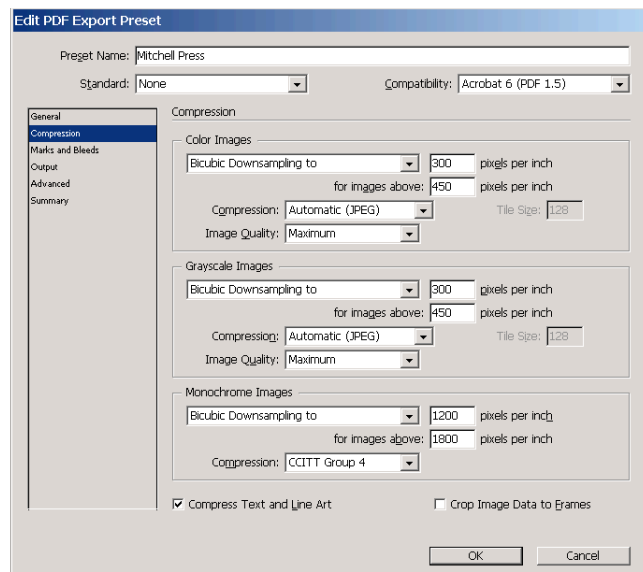 Edit PDF Export Preset
Preset Name: Mitchell Press
Standard: None Compatibility: Acrobat 6 (PDF 1.5)
General
Compression
Marks and Bleeds
Output
Advanced
Summary
Compression
Color Images
Bicubic Downsampling to 300 pixels per inch
for images above: 450 pixels per inch
Compression: Automatic (JPEG) Tile Size: 128
Image Quality: Maximum
Grayscale Images
Bicubic Downsampling to 300 pixels per inch
for images above: 450 pixels per inch
Compression: Automatic (JPEG) Tile Size: 128
Image Quality: Maximum
Monochrome Images
Bicubic Downsampling to 1200 pixels per inch
for images above: 1800 pixels per inch
Compression: CCITT Group 4
Compress Text and Line Art Crop Image Data to Frames
OK Cancel